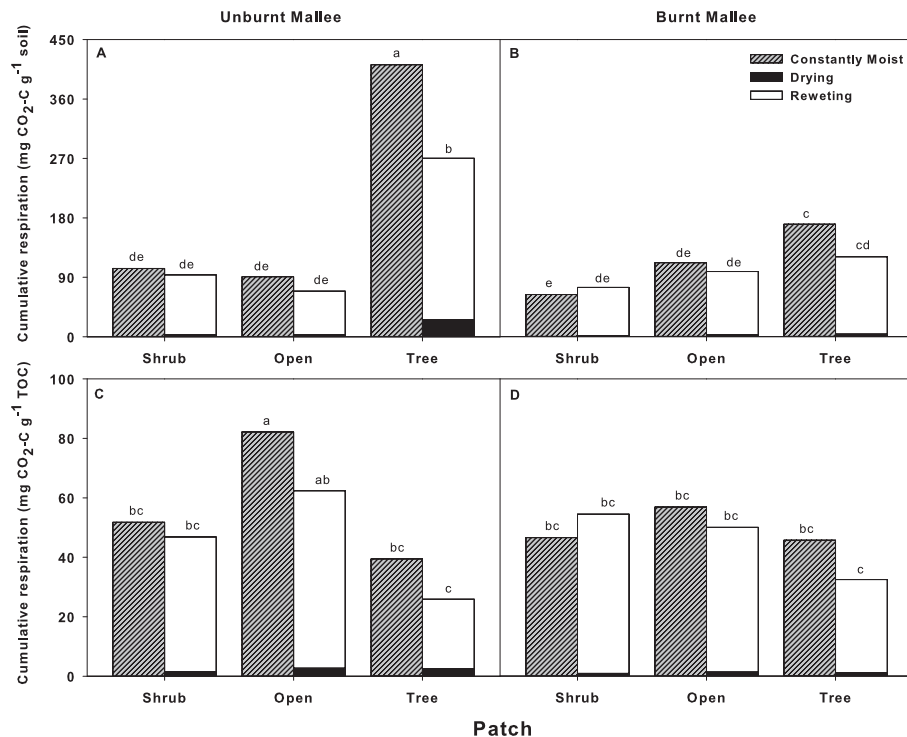 Unburnt Mallee
Burnt Mallee
Cumulative respiration (mg CO2-C g-1 soil)
450
360
270
180
90
0
A
a
b
de
de
de
de
Shrub
Open
Tree
B
Constantly Moist
Drying
Reweting
c
cd
de
de
e
de
Shrub
Open
Tree
Cumulative respiration (mg CO2-C g-1 TOC)
100
80
60
40
20
0
C
a
ab
bc
bc
bc
c
Shrub
Open
Tree
D
bc
bc
bc
bc
bc
c
Shrub
Open
Tree
Patch